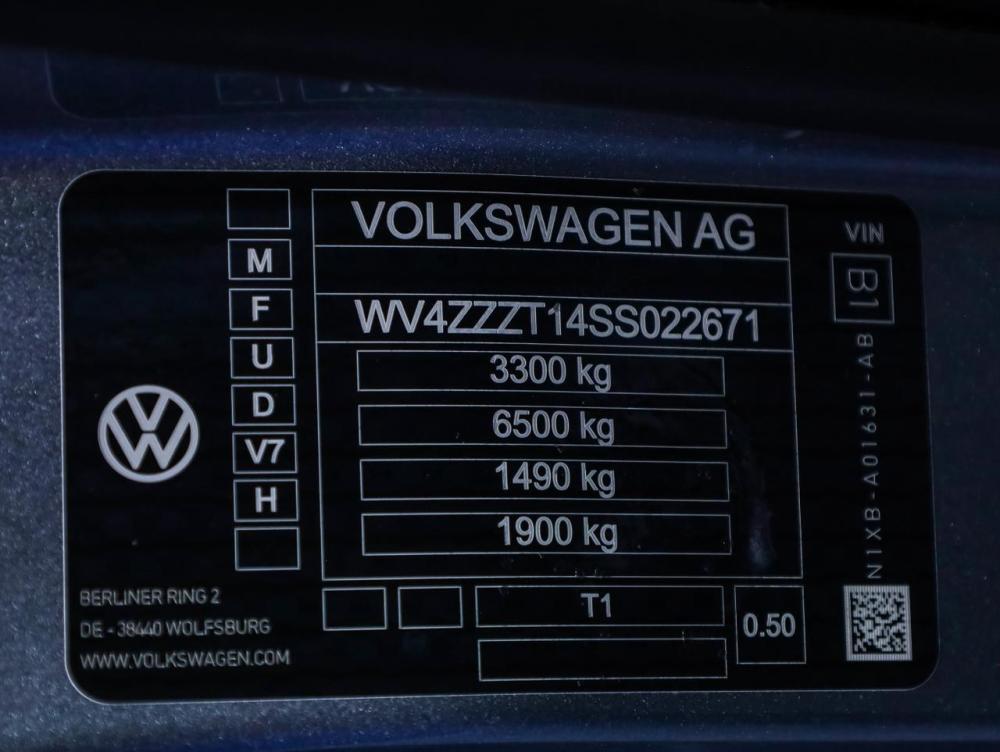 VOLKSWAGEN AG
M
WV4ZZZT14SS022671
F
3300 kg
U
6500 kg
D
1490 kg
V7
1900 kg
H
T1
0.50
BERLINER RING 2
DE - 38440 WOLFSBURG
WWW.VOLKSWAGEN.COM
VIN
B1
N1XB-A01631-AB